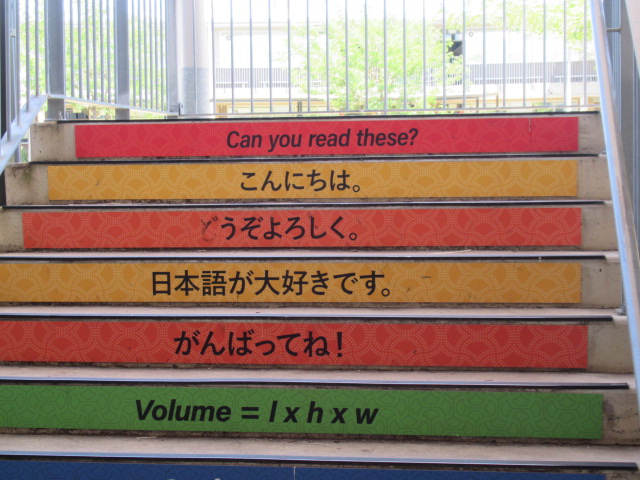 Can you read these?
こんにちは。
どうぞよろしく。
日本語が大好きです。
がんばってね！
Volume = l x h x w